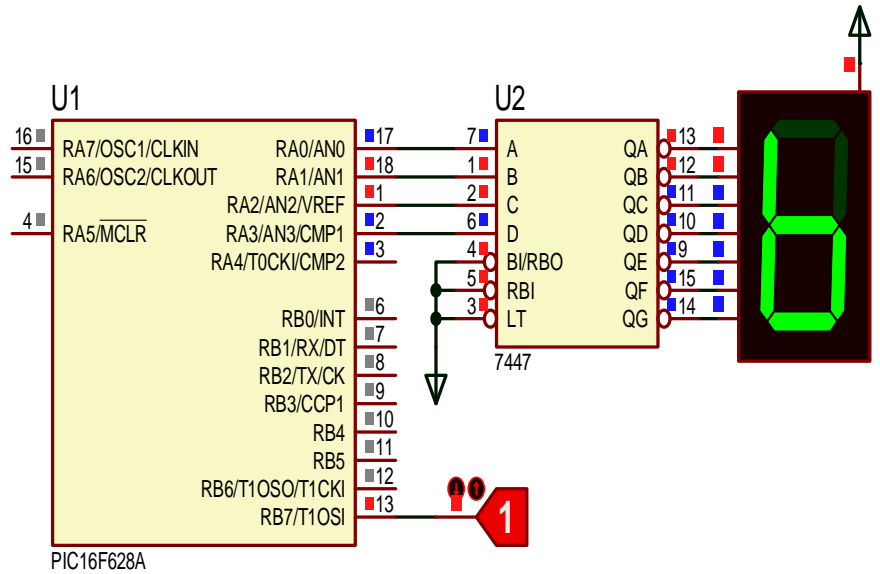 U1
16
RA7/OSC1/CLKIN
15
RA6/OSC2/CLKOUT
4
RA5/MCLR
RA0/AN0
17
RA1/AN1
18
RA2/AN2/VREF
1
RA3/AN3/CMP1
2
RA4/T0CKI/CMP2
3
RB0/INT
6
RB1/RX/DT
7
RB2/TX/CK
8
RB3/CCP1
9
RB4
10
RB5
11
RB6/T1OSO/T1CKI
12
RB7/T1OSI
13
PIC16F628A
1
U2
7
A
1
B
2
C
6
D
4
BI/RBO
5
RBI
3
LT
QA
13
QB
12
QC
11
QD
10
QE
9
QF
15
QG
14
7447
6